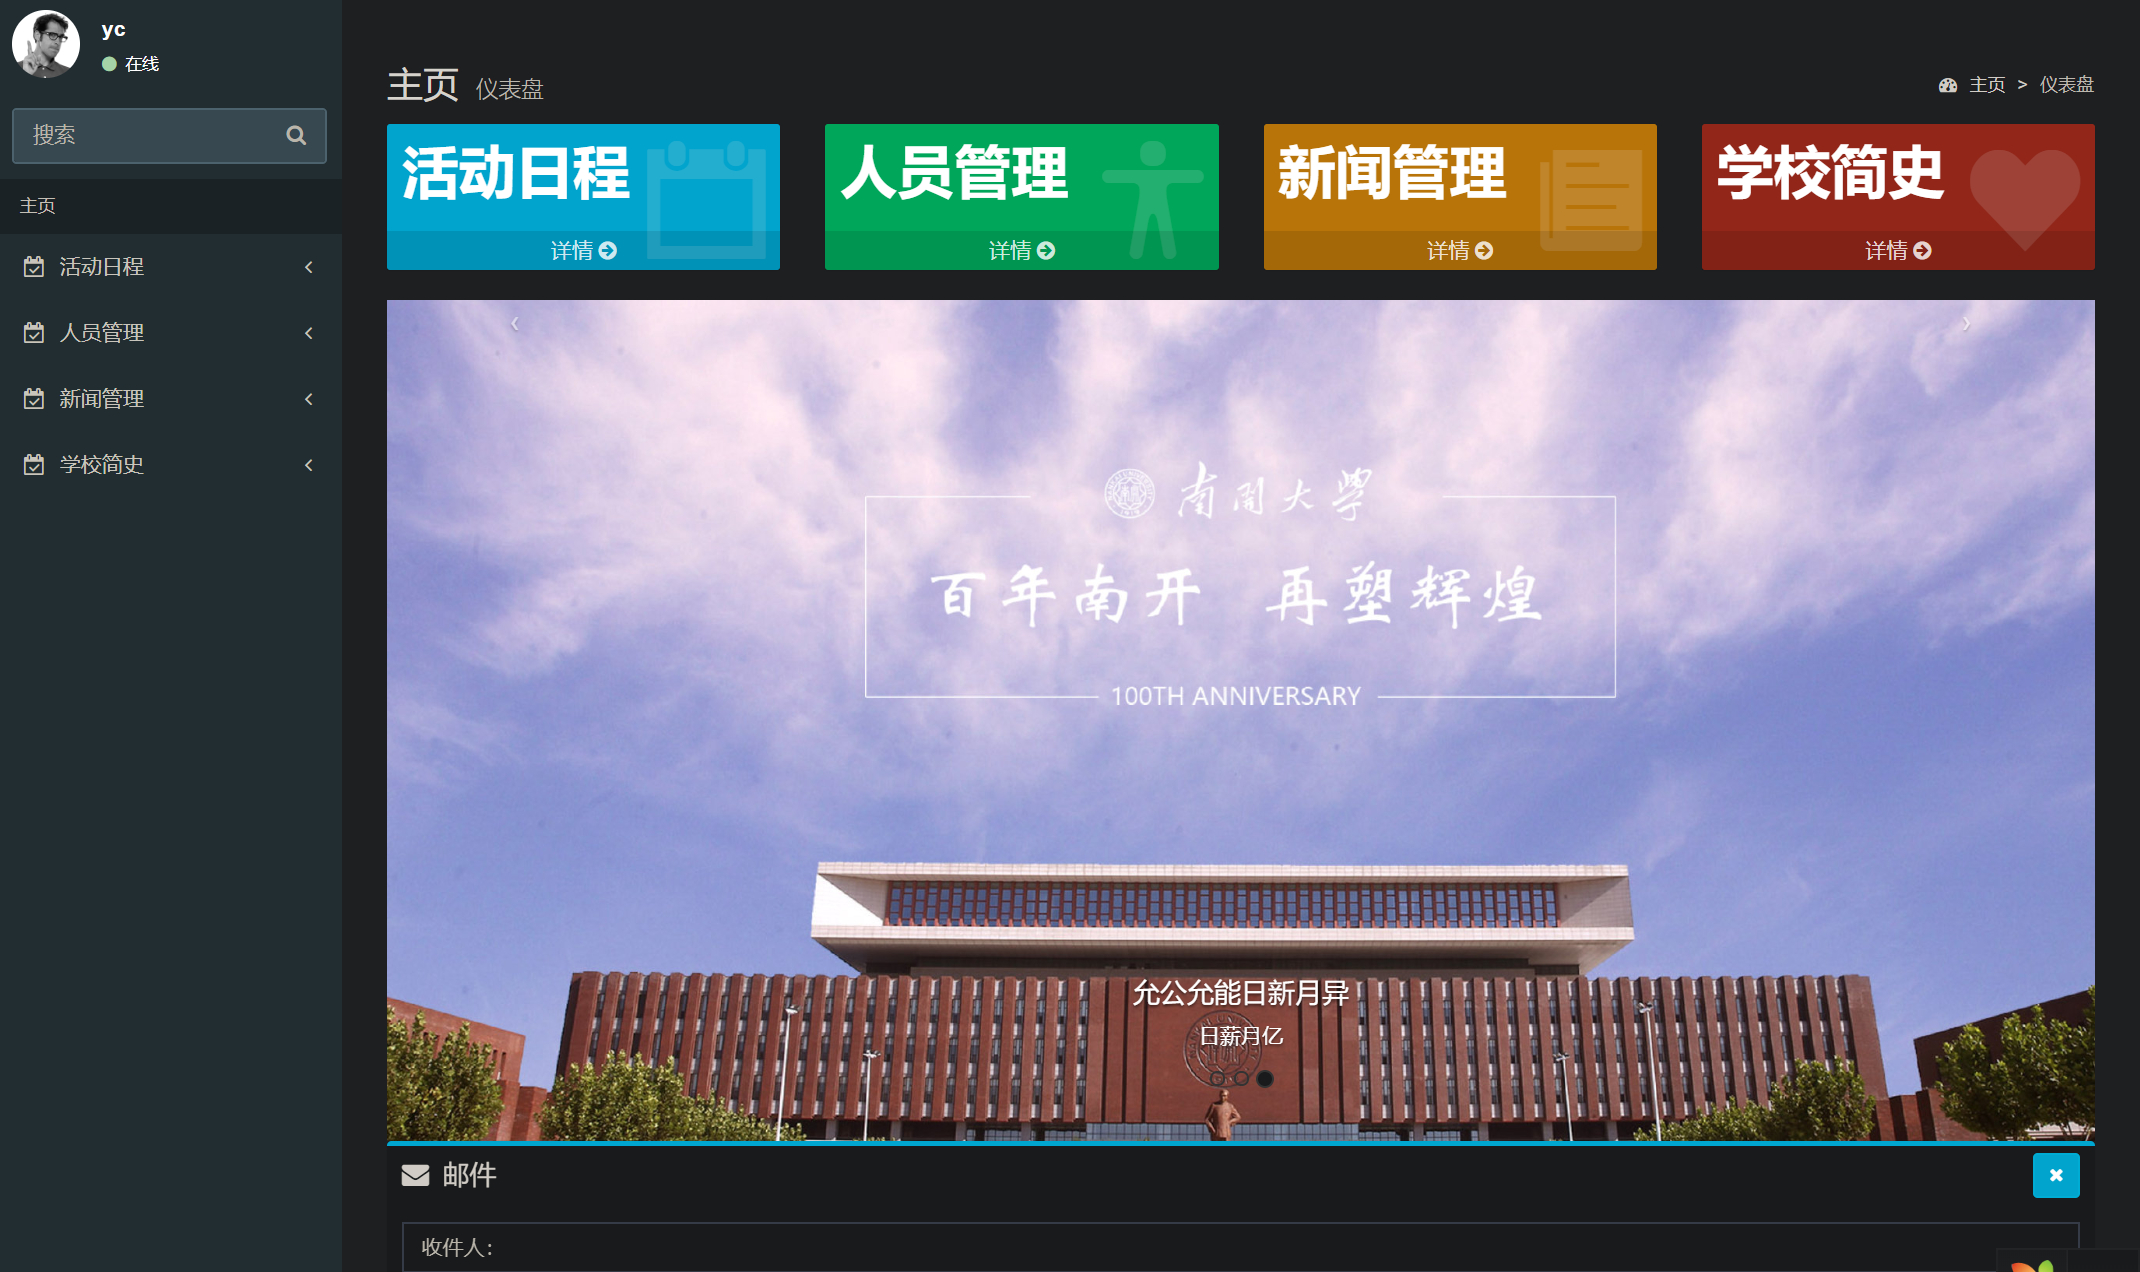 yc
在线
搜索
主页
活动日程
人员管理
新闻管理
学校简史
主页 仪表盘
主页 > 仪表盘
活动日程
详情
人员管理
详情
新闻管理
详情
学校简史
详情
南開大學
百年南开 再塑辉煌
100TH ANNIVERSARY
允公允能日新月异
日薪月亿
邮件
收件人: